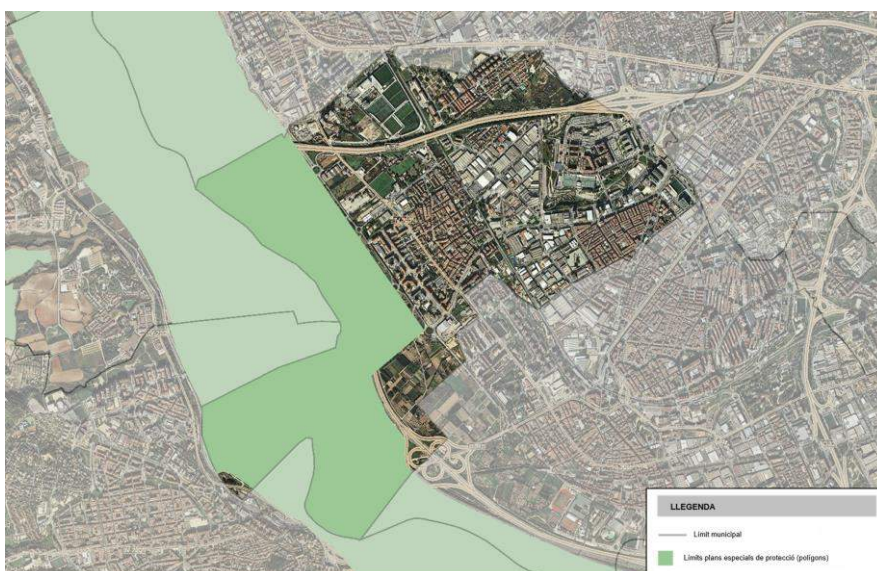 LLEGENDA
Límit municipal
Límits plans especials de protecció (polígons)